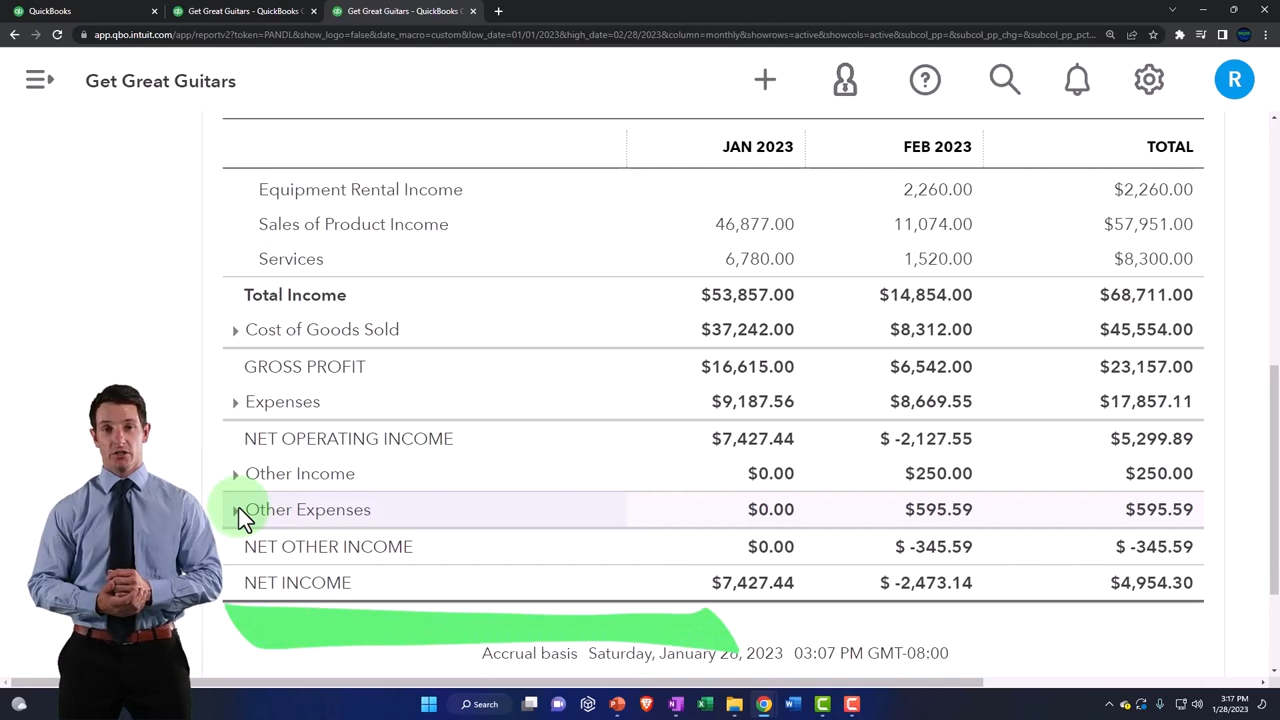 QuickBooks
Get Great Guitars - QuickBooks C
Get Great Guitars - QuickBooks C
app.qbo.intuit.com/app/reportv2?token=PANDL&show_logo=false&date_macro=custom&low_date=01/01/2023&high_date=02/28/2023&column=monthly&showrows=active&showcols=active&subcol_pp=&subcol_pp_chg=&subcol_pp_pct...
Get Great Guitars
R
JAN 2023 FEB 2023 TOTAL
Equipment Rental Income 2,260.00 $2,260.00
Sales of Product Income 46,877.00 11,074.00 $57,951.00
Services 6,780.00 1,520.00 $8,300.00
Total Income $53,857.00 $14,854.00 $68,711.00
Cost of Goods Sold $37,242.00 $8,312.00 $45,554.00
GROSS PROFIT $16,615.00 $6,542.00 $23,157.00
Expenses $9,187.56 $8,669.55 $17,857.11
NET OPERATING INCOME $7,427.44 $ -2,127.55 $5,299.89
Other Income $0.00 $250.00 $250.00
Other Expenses $0.00 $595.59 $595.59
NET OTHER INCOME $0.00 $ -345.59 $ -345.59
NET INCOME $7,427.44 $ -2,473.14 $4,954.30
Accrual basis Saturday, January 28, 2023 03:07 PM GMT-08:00
Search
3:17 PM
1/28/2023